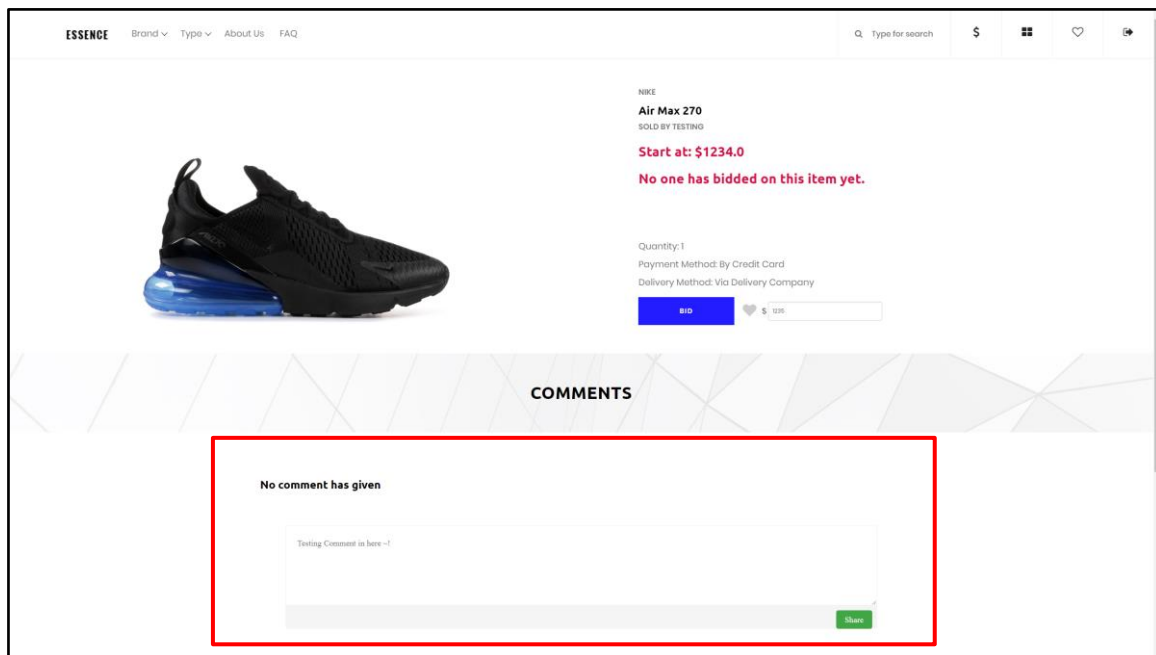 ESSENCE Brand Type About Us FAQ Type for search $
NIKE
Air Max 270
SOLD BY TESTING
Start at: $1234.0
No one has bidded on this item yet.
Quantity: 1
Payment Method: By Credit Card
Delivery Method: Via Delivery Company
BID $ 1235
COMMENTS
No comment has given
Testing Comment in here ~!
Share